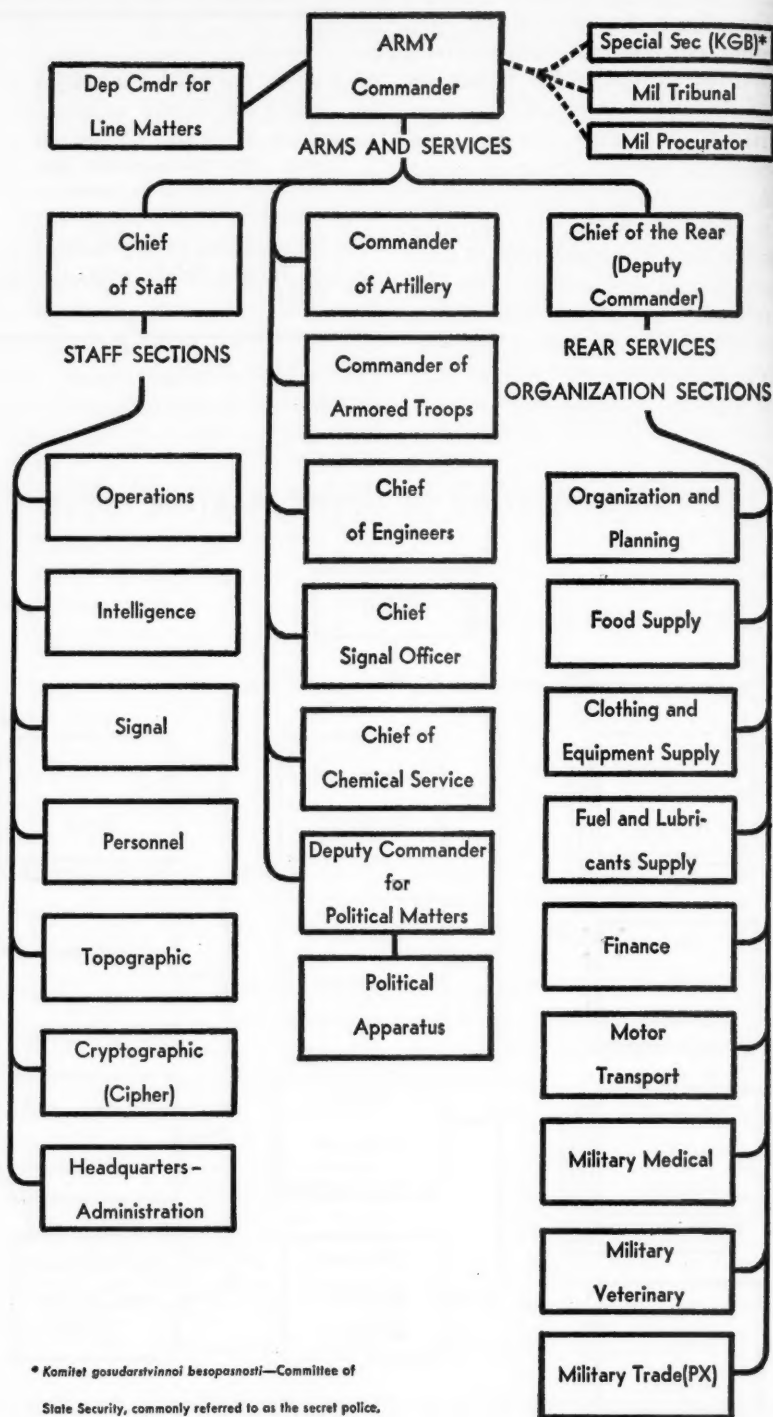 ARMY
Commander
Dep Cmdr for
Line Matters
Special Sec (KGB)*
Mil Tribunal
Mil Procurator
ARMS AND SERVICES
Chief
of Staff
STAFF SECTIONS
Operations
Intelligence
Signal
Personnel
Topographic
Cryptographic
(Cipher)
Headquarters–
Administration
Commander
of Artillery
Commander of
Armored Troops
Chief
of Engineers
Chief
Signal Officer
Chief of
Chemical Service
Deputy Commander
for
Political Matters
Political
Apparatus
Chief of the Rear
(Deputy
Commander)
REAR SERVICES
ORGANIZATION SECTIONS
Organization and
Planning
Food Supply
Clothing and
Equipment Supply
Fuel and Lubri-
cants Supply
Finance
Motor
Transport
Military Medical
Military
Veterinary
Military Trade(PX)
* Komitet gosudarstvinnoi besopasnosti—Committee of
State Security, commonly referred to as the secret police.